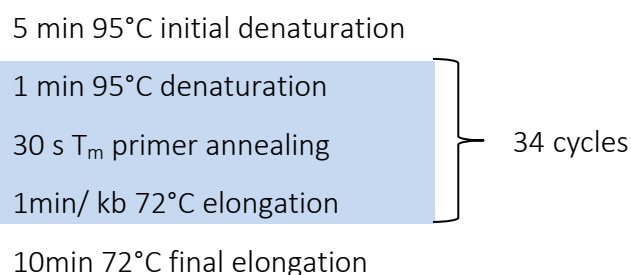 5 min 95°C initial denaturation
1 min 95°C denaturation
30 s Tm primer annealing
34 cycles
1min/ kb 72°C elongation
10min 72°C final elongation